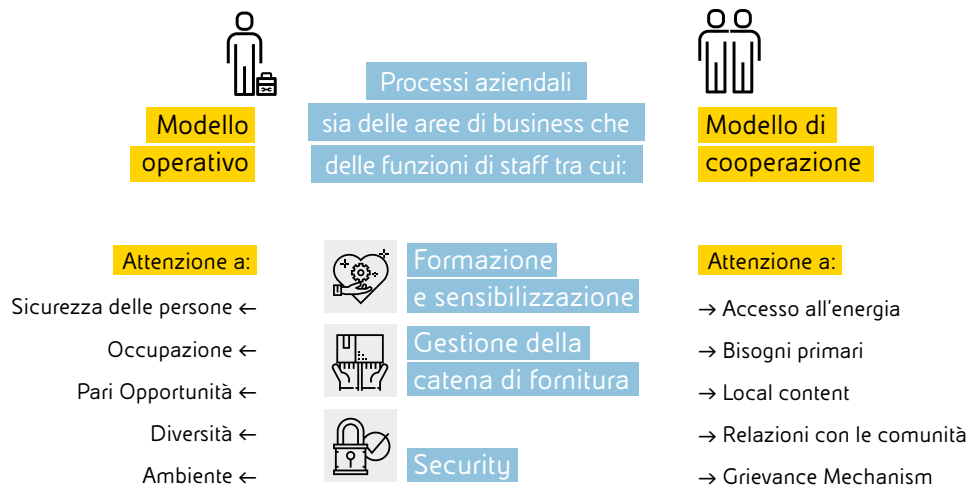 Modello
operativo
Processi aziendali
sia delle aree di business che
delle funzioni di staff tra cui:
Modello di
cooperazione
Attenzione a:
Sicurezza delle persone ←
Occupazione ←
Pari Opportunità ←
Diversità ←
Ambiente ←
Formazione
e sensibilizzazione
Gestione della
catena di fornitura
Security
Attenzione a:
→ Accesso all'energia
→ Bisogni primari
→ Local content
→ Relazioni con le comunità
→ Grievance Mechanism